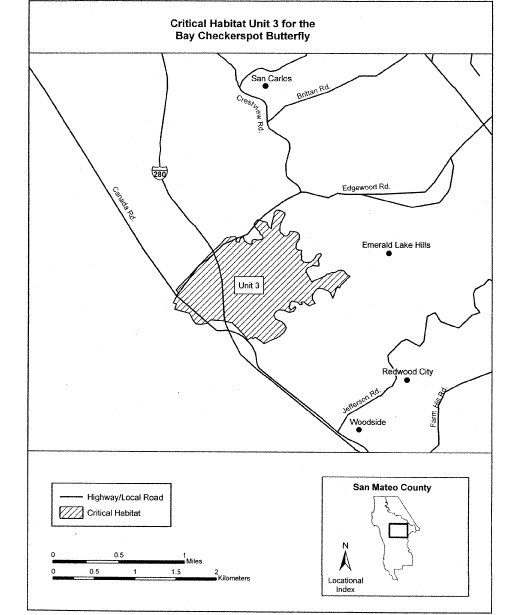 Critical Habitat Unit 3 for the
Bay Checkerspot Butterfly
San Carlos
Brittan Rd.
Crestview Rd.
280
Canada Rd.
Edgewood Rd.
Emerald Lake Hills
Unit 3
Redwood City
Jefferson Rd.
Farm Hill Rd.
Woodside
Highway/Local Road
Critical Habitat
0 0.5 1
Miles
0 0.5 1 1.5 2
Kilometers
San Mateo County
N
Locational
Index